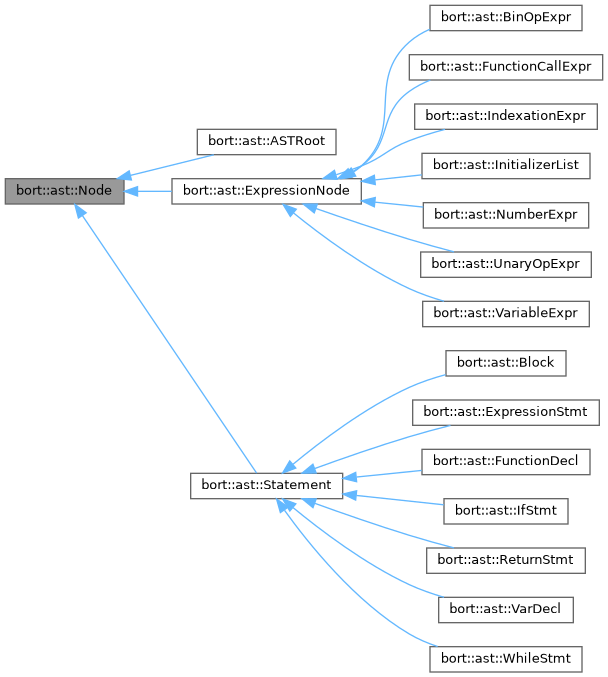 bort::ast::BinOpExpr
bort::ast::FunctionCallExpr
bort::ast::IndexationExpr
bort::ast::ASTRoot
bort::ast::InitializerList
bort::ast::Node
bort::ast::ExpressionNode
bort::ast::NumberExpr
bort::ast::UnaryOpExpr
bort::ast::VariableExpr
bort::ast::Block
bort::ast::ExpressionStmt
bort::ast::FunctionDecl
bort::ast::Statement
bort::ast::IfStmt
bort::ast::ReturnStmt
bort::ast::VarDecl
bort::ast::WhileStmt